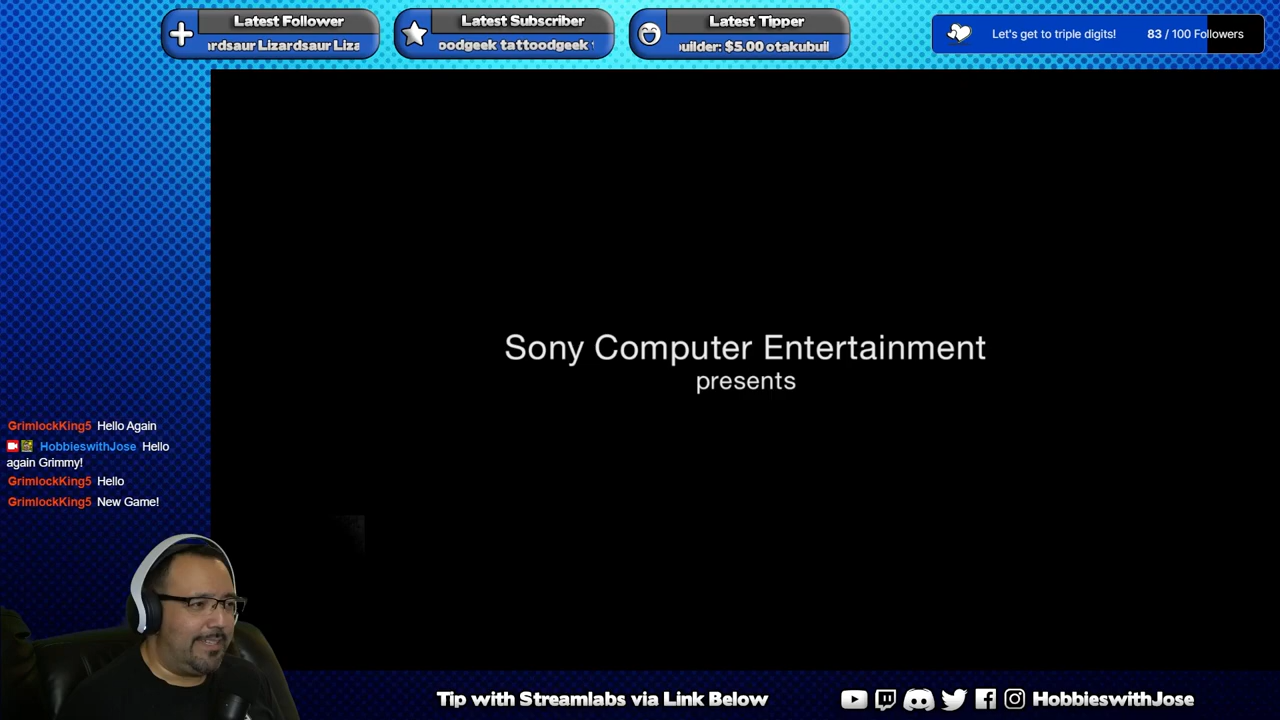 Latest Follower
ardsaur Lizardsaur Liza
Latest Subscriber
oodgeek tattoodgeek
Latest Tipper
uilder: $5.00 otakubuil
Let's get to triple digits! 83 / 100 Followers
Sony Computer Entertainment
presents
GrimlockKing5 Hello Again
HobbieswithJose Hello
again Grimmy!
GrimlockKing5 Hello
GrimlockKing5 New Game!
Tip with Streamlabs via Link Below
HobbieswithJose